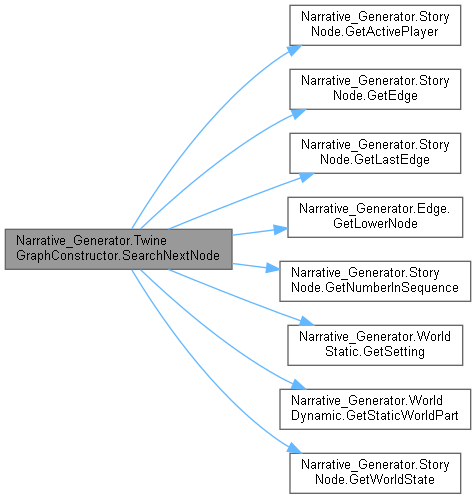 Narrative_Generator.Story
Node.GetActivePlayer
Narrative_Generator.Story
Node.GetEdge
Narrative_Generator.Story
Node.GetLastEdge
Narrative_Generator.Twine
GraphConstructor.SearchNextNode
Narrative_Generator.Edge.
GetLowerNode
Narrative_Generator.Story
Node.GetNumberInSequence
Narrative_Generator.World
Static.GetSetting
Narrative_Generator.World
Dynamic.GetStaticWorldPart
Narrative_Generator.Story
Node.GetWorldState